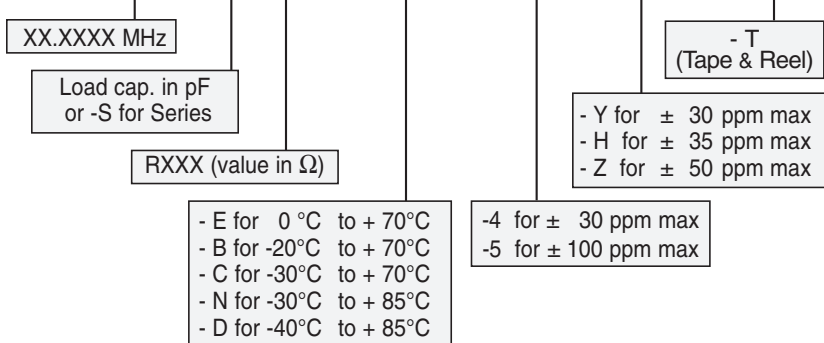 XX.XXXX MHz
- T
(Tape & Reel)
Load cap. in pF
or -S for Series
- Y for ± 30 ppm max
- H for ± 35 ppm max
- Z for ± 50 ppm max
RXXX (value in Ω)
- E for 0 °C to + 70°C
- B for -20°C to + 70°C
- C for -30°C to + 70°C
- N for -30°C to + 85°C
- D for -40°C to + 85°C
-4 for ± 30 ppm max
-5 for ± 100 ppm max